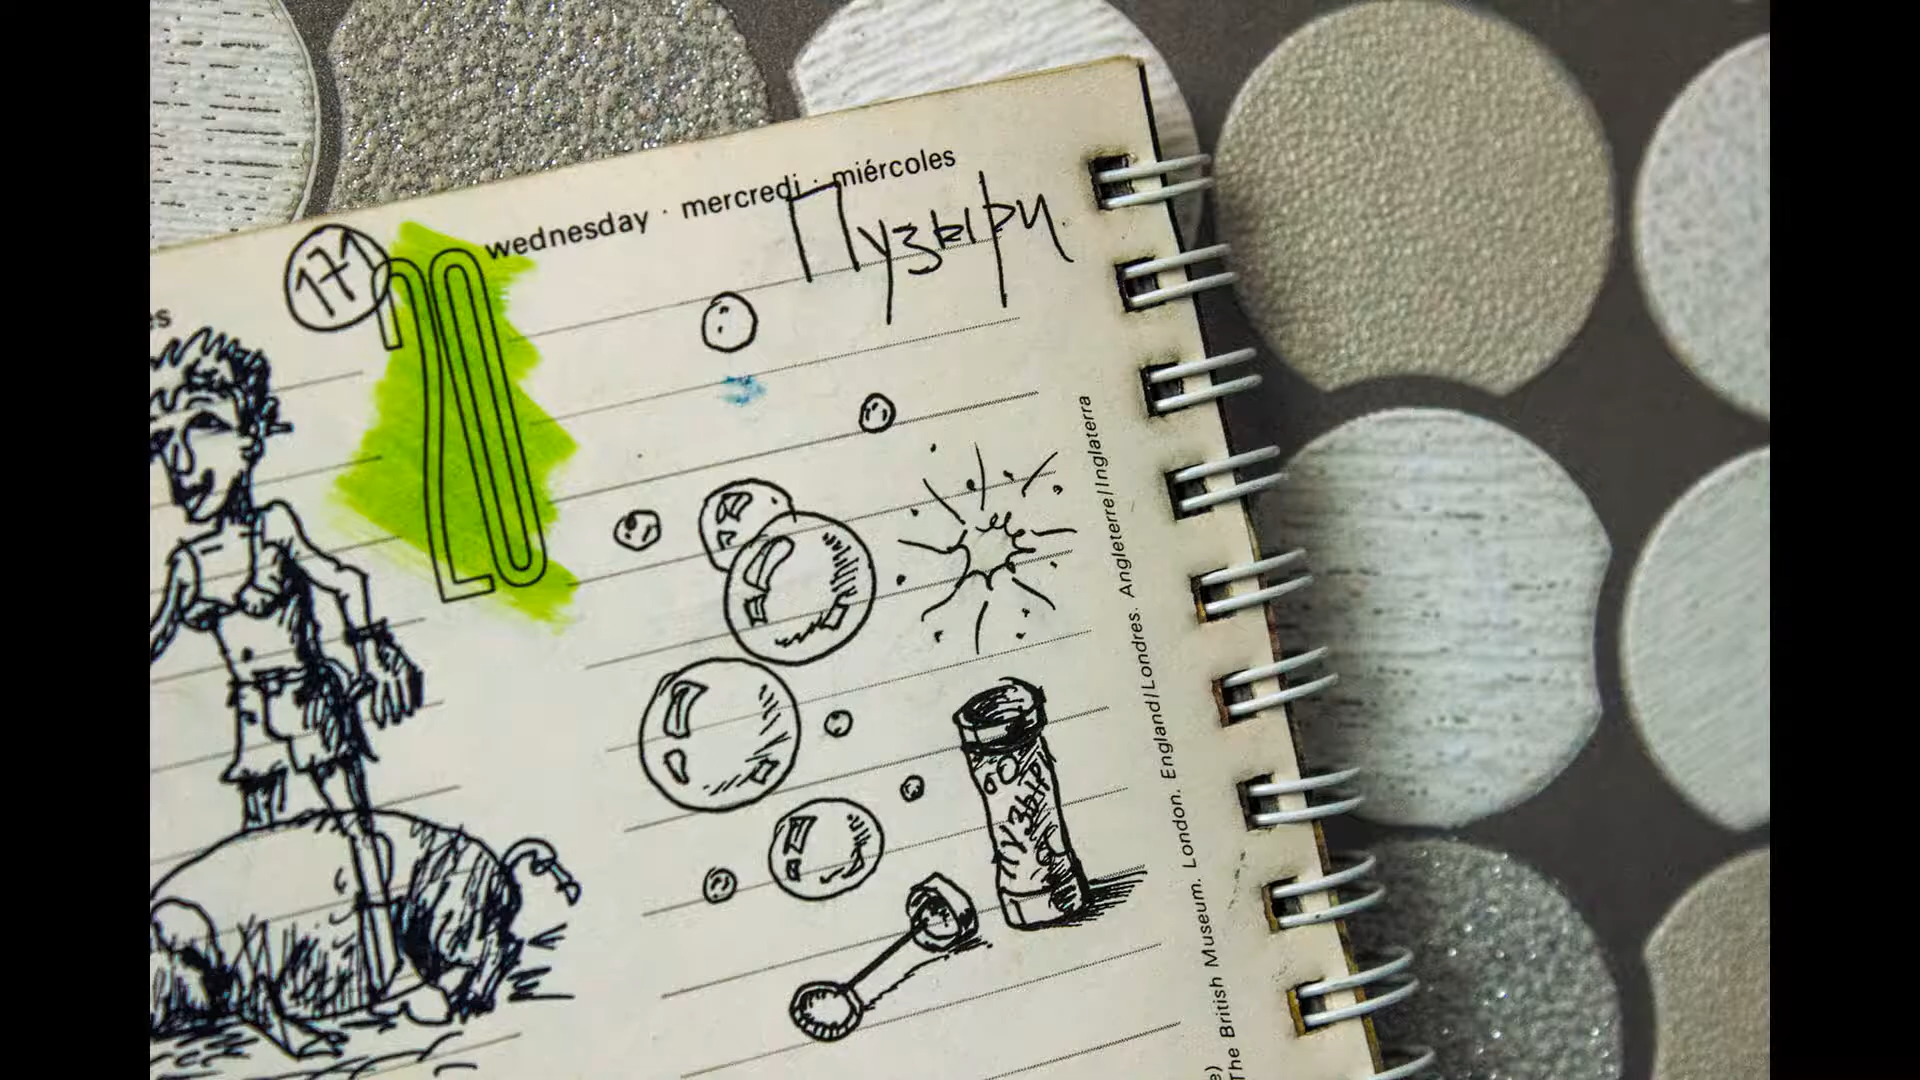 es
171
20
wednesday · mercredi · miércoles
Пузыри
Пузыри
e)
The British Museum. London. England/Londres. Angleterre/Inglaterra